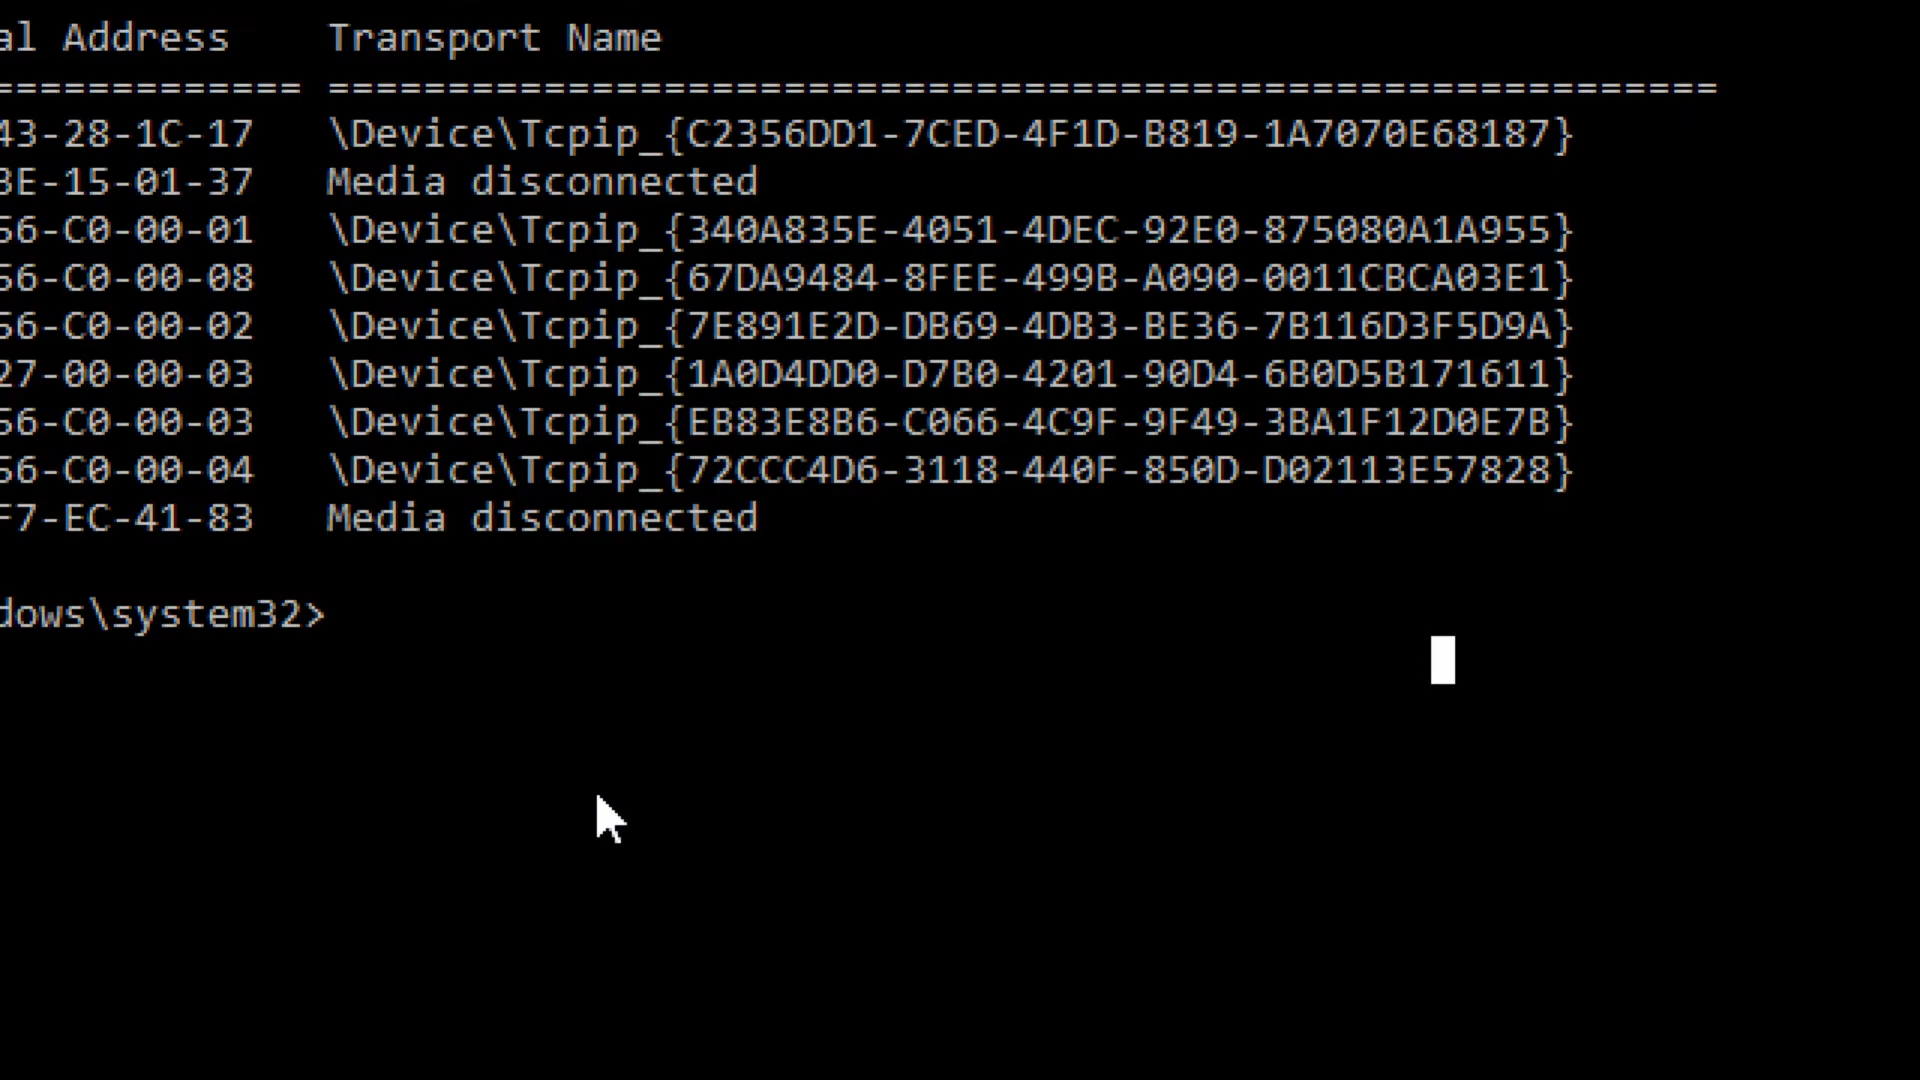 al Address    Transport Name
============= ==========================================================
43-28-1C-17   \Device\Tcpip_{C2356DD1-7CED-4F1D-B819-1A7070E68187}
3E-15-01-37   Media disconnected
56-C0-00-01   \Device\Tcpip_{340A835E-4051-4DEC-92E0-875080A1A955}
56-C0-00-08   \Device\Tcpip_{67DA9484-8FEE-499B-A090-0011CBCA03E1}
56-C0-00-02   \Device\Tcpip_{7E891E2D-DB69-4DB3-BE36-7B116D3F5D9A}
27-00-00-03   \Device\Tcpip_{1A0D4DD0-D7B0-4201-90D4-6B0D5B171611}
56-C0-00-03   \Device\Tcpip_{EB83E8B6-C066-4C9F-9F49-3BA1F12D0E7B}
56-C0-00-04   \Device\Tcpip_{72CCC4D6-3118-440F-850D-D02113E57828}
F7-EC-41-83   Media disconnected
dows\system32>